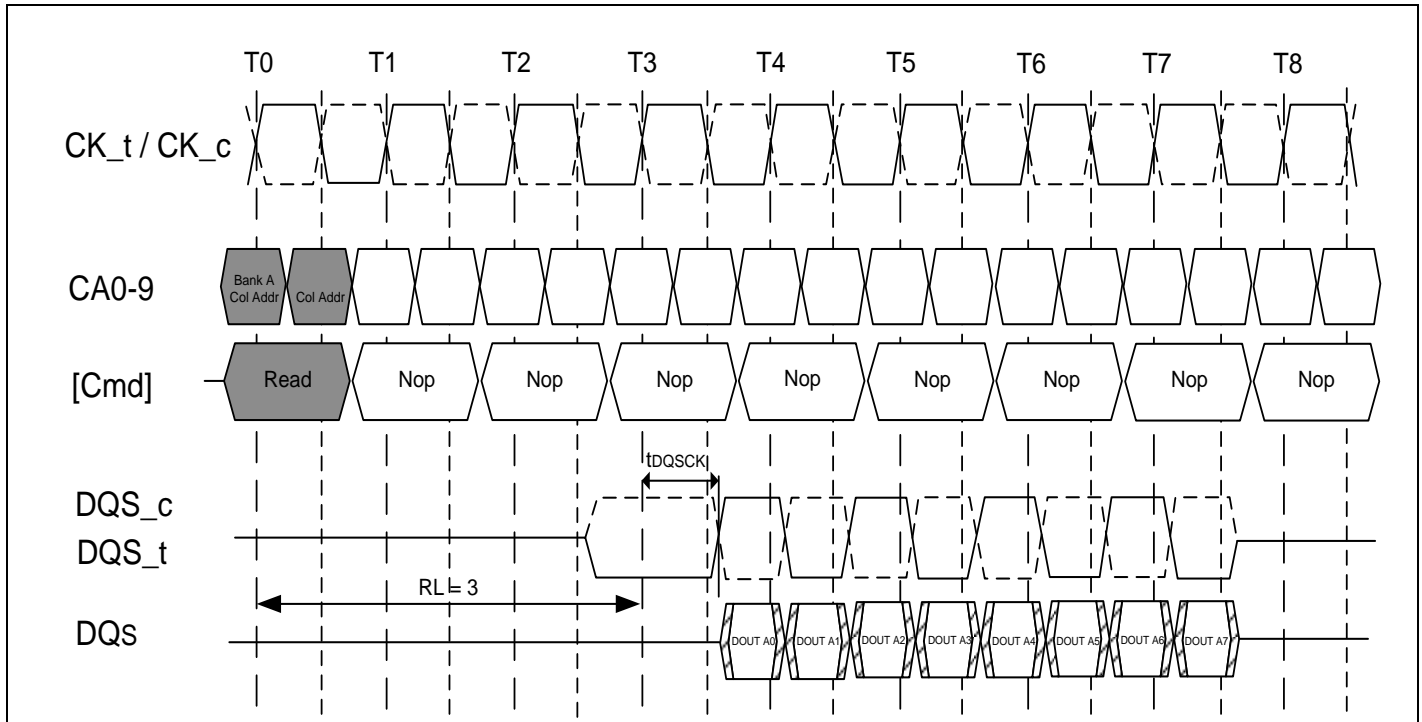 T0 T1 T2 T3 T4 T5 T6 T7 T8
CK_t / CK_c
CA0-9
Bank A
Col Addr
Col Addr
[Cmd]
Read Nop Nop Nop Nop Nop Nop Nop Nop
tDQSCK
DQS_c
DQS_t
RL = 3
DQs
DOUT A0 DOUT A1 DOUT A2 DOUT A3 DOUT A4 DOUT A5 DOUT A6 DOUT A7